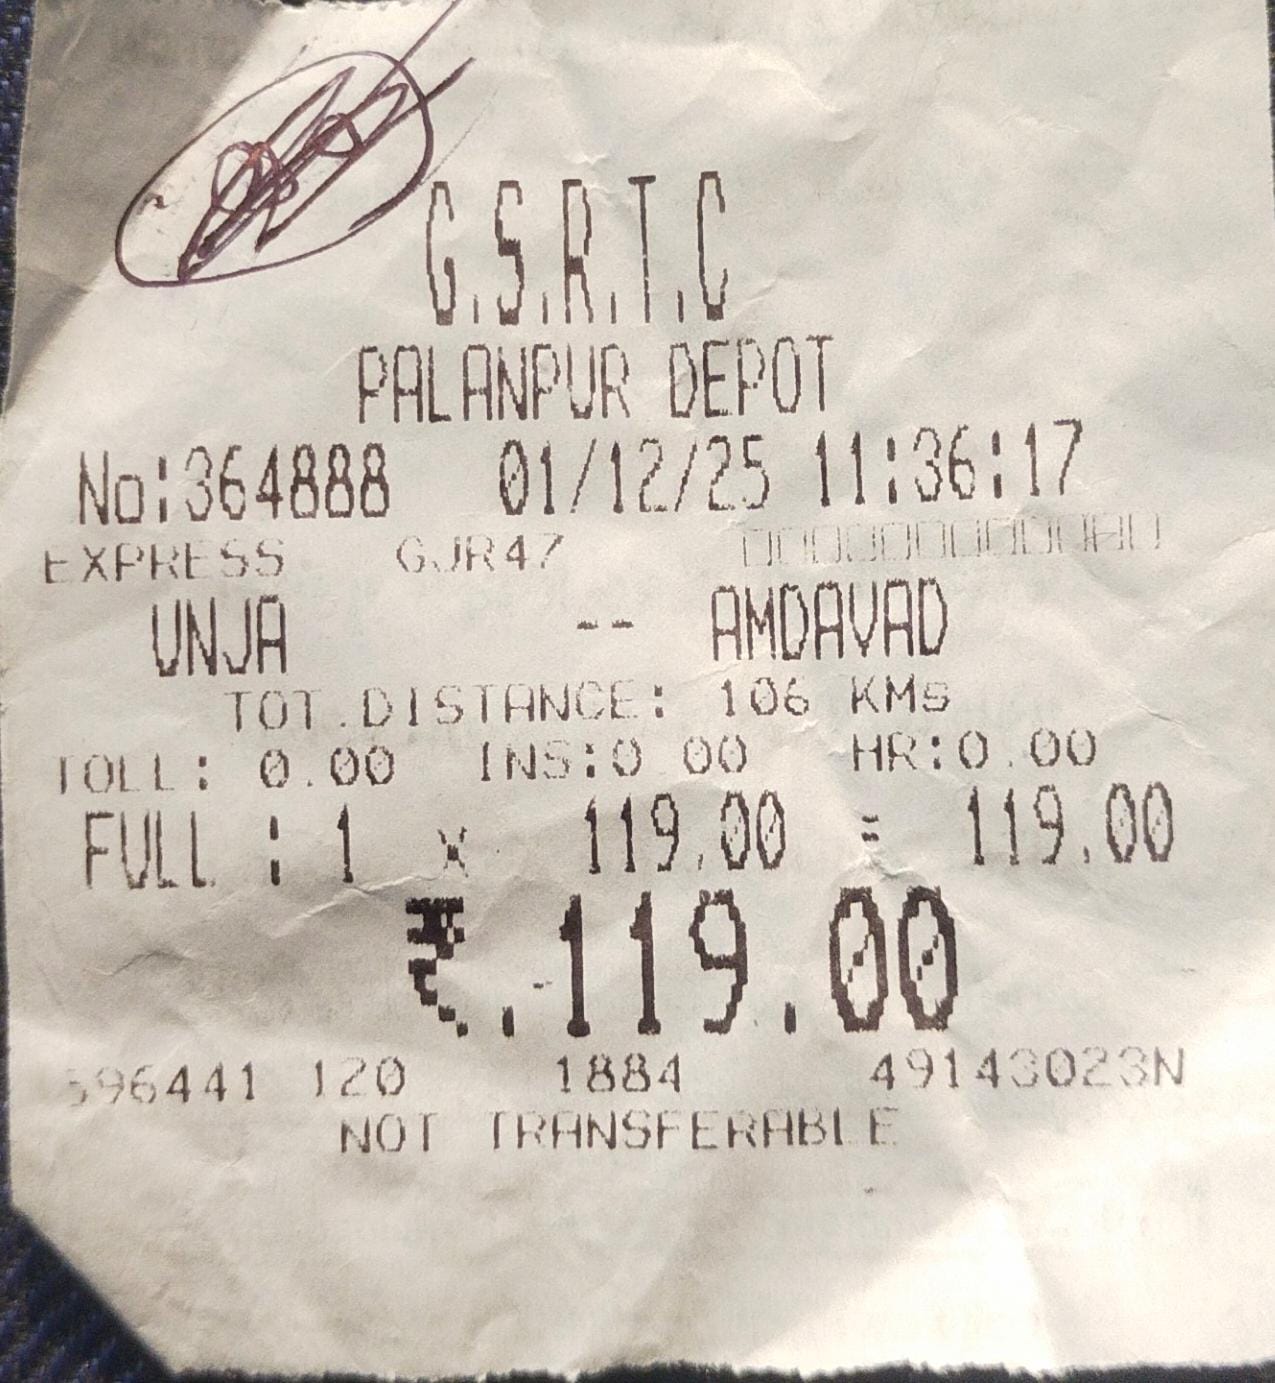 G.S.R.T.C
PALANPUR DEPOT
No:364888 01/12/25 11:36:17
EXPRESS GJR47
UNJA -- AMDAVAD
TOT.DISTANCE: 106 KMs
TOLL: 0.00 INS:0.00 HR:0.00
FULL : 1 x 119.00 = 119.00
₹.119.00
120 1884 49143023N
NOT TRANSFERABLE